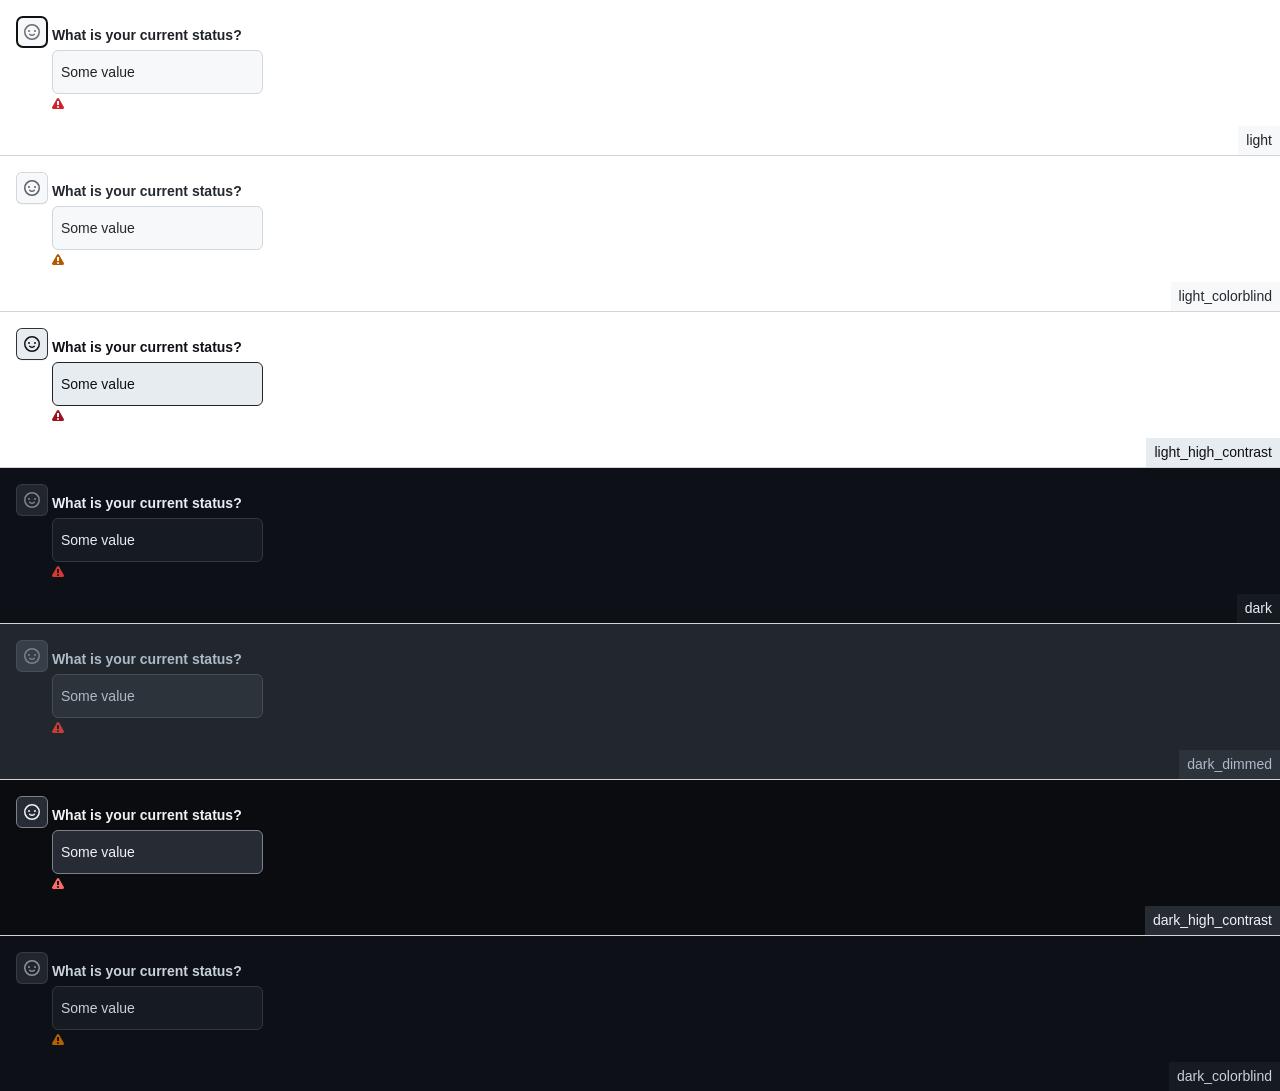 What is your current status?
Some value
light
What is your current status?
Some value
light_colorblind
What is your current status?
Some value
light_high_contrast
What is your current status?
Some value
dark
What is your current status?
Some value
dark_dimmed
What is your current status?
Some value
dark_high_contrast
What is your current status?
Some value
dark_colorblind